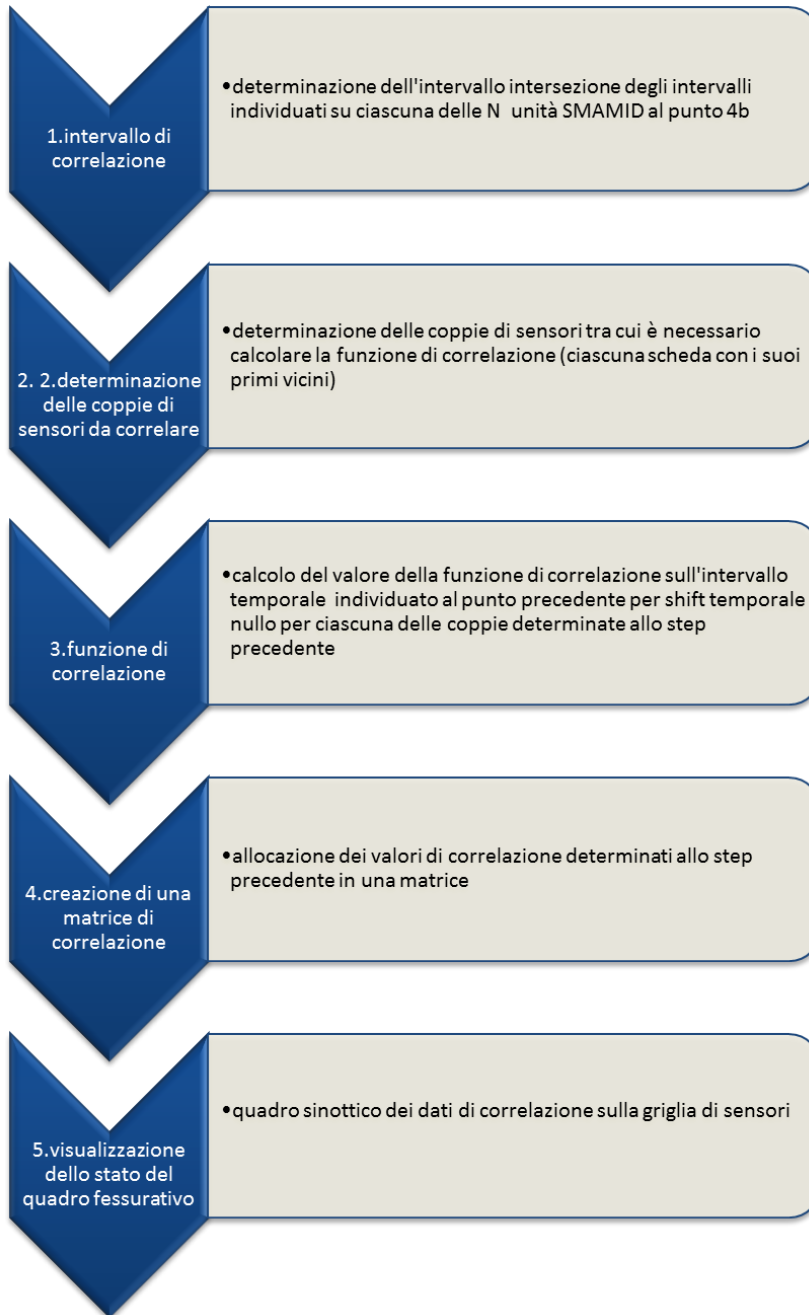 1.intervallo di
correlazione
•determinazione dell'intervallo intersezione degli intervalli
individuati su ciascuna delle N unità SMAMID al punto 4b
2. 2.determinazione
delle coppie di
sensori da correlare
•determinazione delle coppie di sensori tra cui è necessario
calcolare la funzione di correlazione (ciascuna scheda con i suoi
primi vicini)
3.funzione di
correlazione
•calcolo del valore della funzione di correlazione sull'intervallo
temporale individuato al punto precedente per shift temporale
nullo per ciascuna delle coppie determinate allo step
precedente
4.creazione di una
matrice di
correlazione
•allocazione dei valori di correlazione determinati allo step
precedente in una matrice
5.visualizzazione
dello stato del
quadro fessurativo
•quadro sinottico dei dati di correlazione sulla griglia di sensori